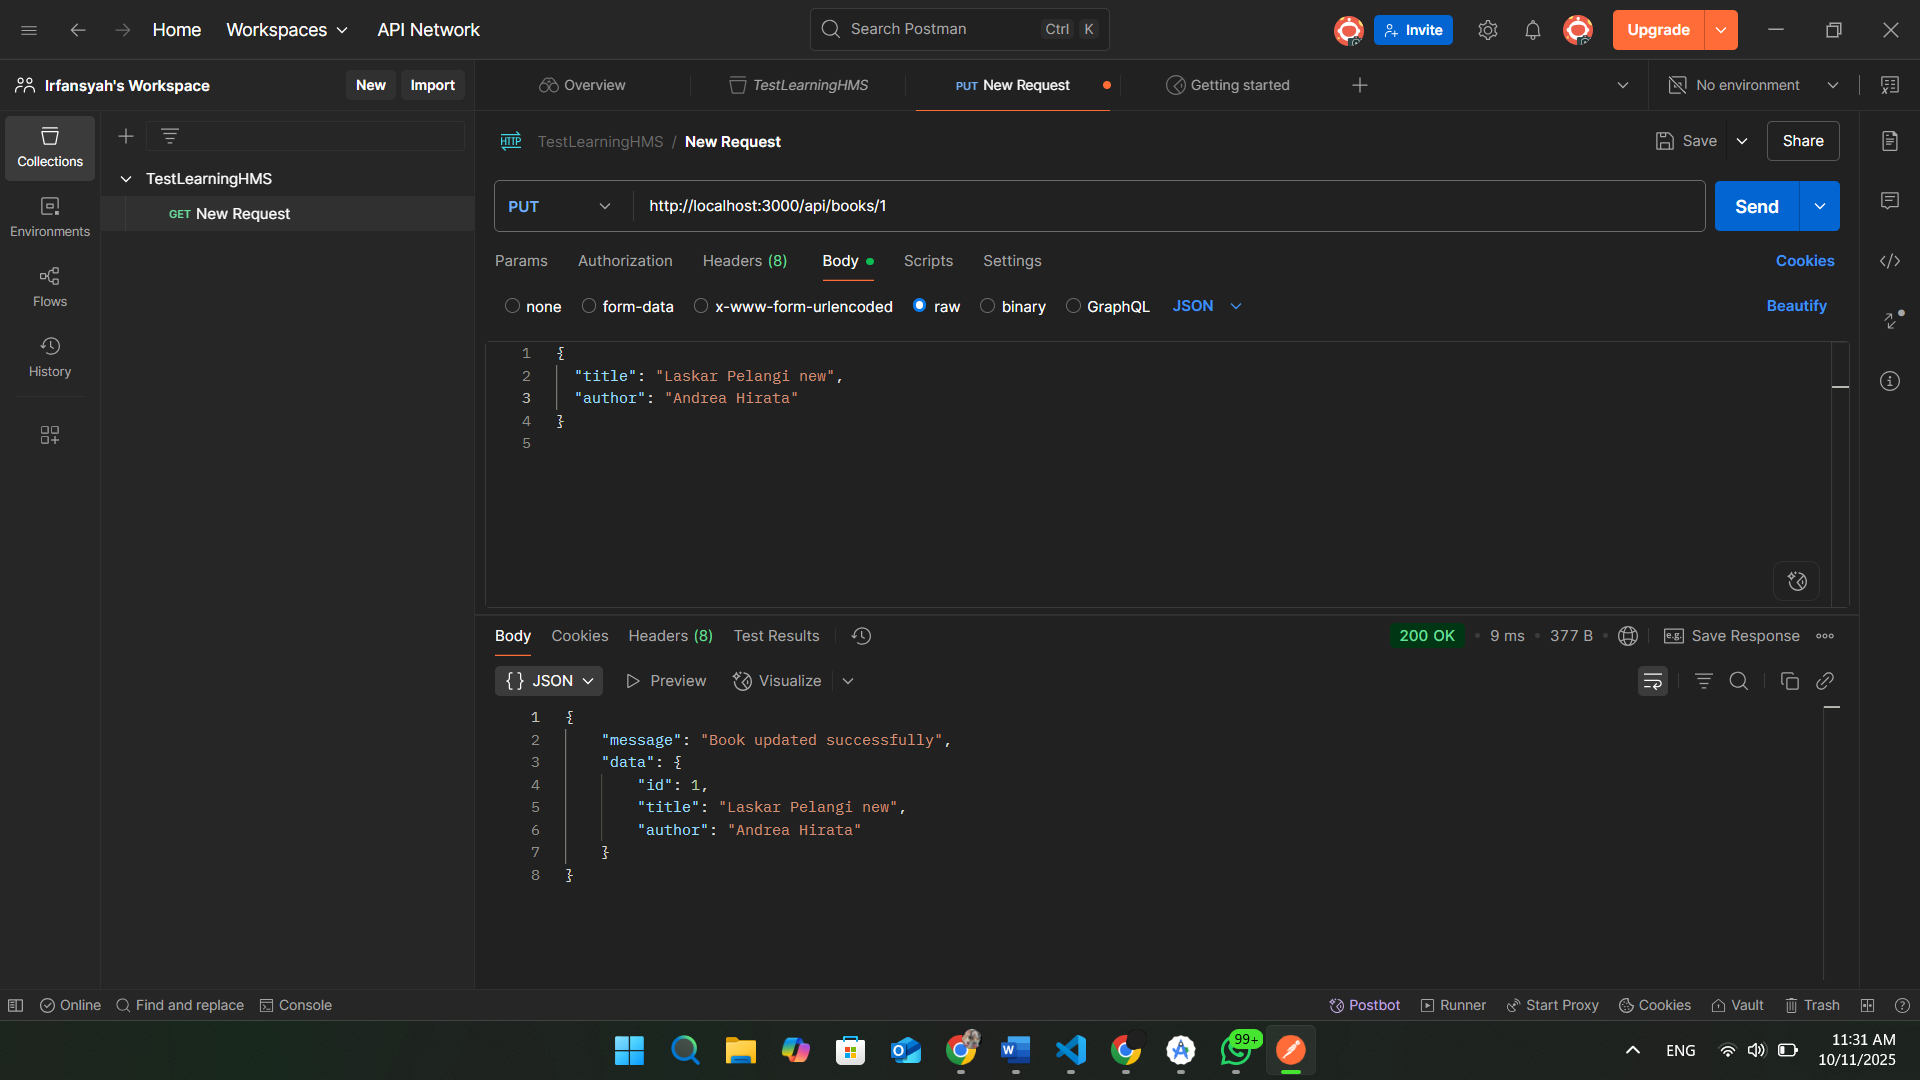 Home Workspaces API Network Search Postman Ctrl K Invite Upgrade
Irfansyah's Workspace New Import Overview TestLearningHMS PUT New Request Getting started No environment
Collections
Environments
Flows
History
TestLearningHMS
GET New Request
HTTP TestLearningHMS / New Request Save Share
PUT http://localhost:3000/api/books/1 Send
Params Authorization Headers (8) Body Scripts Settings Cookies
none form-data x-www-form-urlencoded raw binary GraphQL JSON Beautify
1 {
2 "title": "Laskar Pelangi new",
3 "author": "Andrea Hirata"
4 }
5
Body Cookies Headers (8) Test Results 200 OK • 9 ms • 377 B • e.g. Save Response
{} JSON Preview Visualize
1 {
2 "message": "Book updated successfully",
3 "data": {
4 "id": 1,
5 "title": "Laskar Pelangi new",
6 "author": "Andrea Hirata"
7 }
8 }
Online Find and replace Console Postbot Runner Start Proxy Cookies Vault Trash
99+
ENG
11:31 AM
10/11/2025